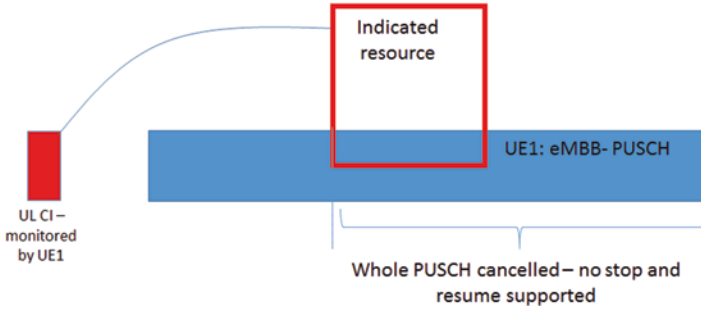 Indicated
resource
UE1: eMBB- PUSCH
UL CI –
monitored
by UE1
Whole PUSCH cancelled – no stop and
resume supported